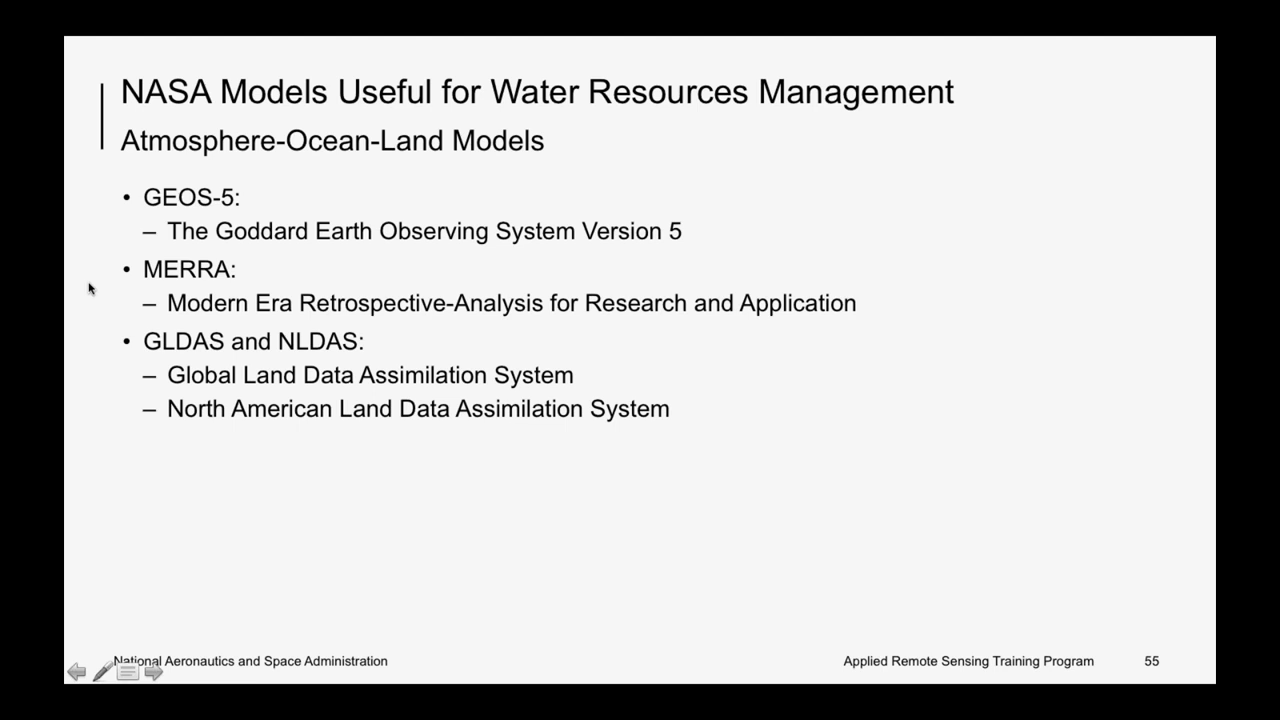 NASA Models Useful for Water Resources Management
Atmosphere-Ocean-Land Models
• GEOS-5:
– The Goddard Earth Observing System Version 5
• MERRA:
– Modern Era Retrospective-Analysis for Research and Application
• GLDAS and NLDAS:
– Global Land Data Assimilation System
– North American Land Data Assimilation System
National Aeronautics and Space Administration
Applied Remote Sensing Training Program
55